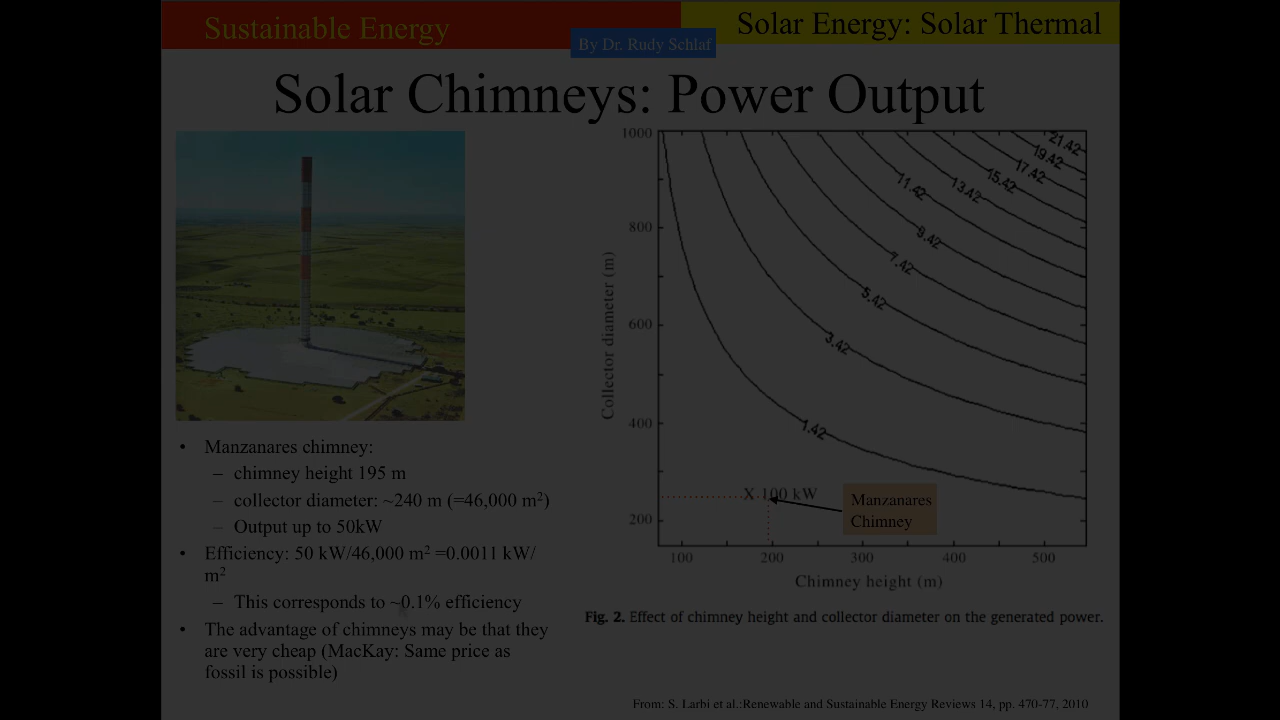 Sustainable Energy
Solar Energy: Solar Thermal
By Dr. Rudy Schlaf
Solar Chimneys: Power Output
• Manzanares chimney:
– chimney height 195 m
– collector diameter: ~240 m (=46,000 m²)
– Output up to 50kW
• Efficiency: 50 kW/46,000 m² =0.0011 kW/
m²
– This corresponds to ~0.1% efficiency
• The advantage of chimneys may be that they
are very cheap (MacKay: Same price as
fossil is possible)
1000
800
600
400
200
Collector diameter (m)
21.42
19.42
17.42
15.42
13.42
11.42
9.42
7.42
5.42
3.42
1.42
X 100 kW
Manzanares
Chimney
100 200 300 400 500
Chimney height (m)
Fig. 2. Effect of chimney height and collector diameter on the generated power.
From: S. Larbi et al.:Renewable and Sustainable Energy Reviews 14, pp. 470-77, 2010